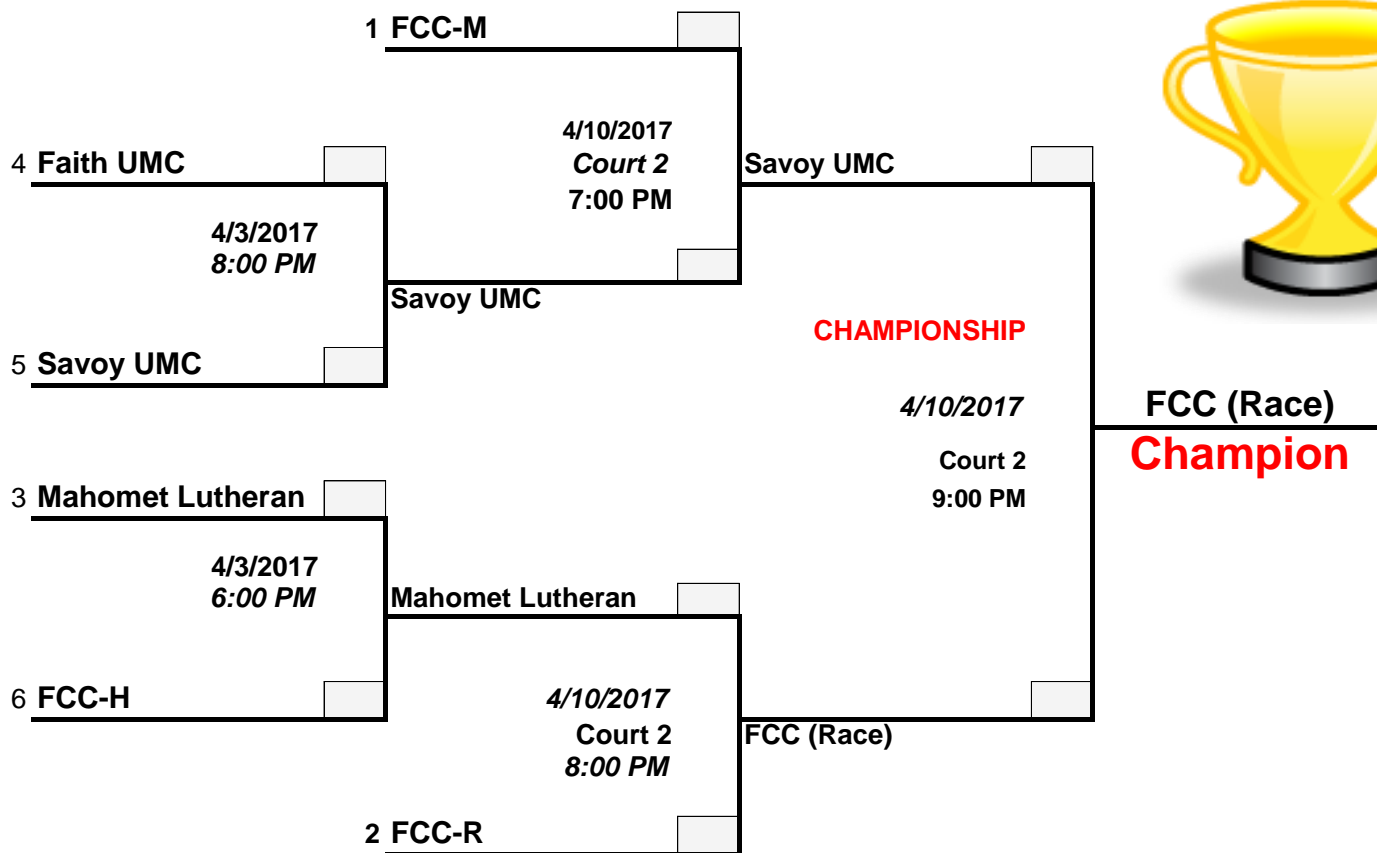 1 FCC-M
4/10/2017
4 Faith UMC
Court 2
Savoy UMC
7:00 PM
4/3/2017
8:00 PM
Savoy UMC
CHAMPIONSHIP
5 Savoy UMC
4/10/2017
FCC (Race)
Champion
Court 2
9:00 PM
3 Mahomet Lutheran
4/3/2017
6:00 PM
Mahomet Lutheran
6 FCC-H
4/10/2017
Court 2
FCC (Race)
8:00 PM
2 FCC-R